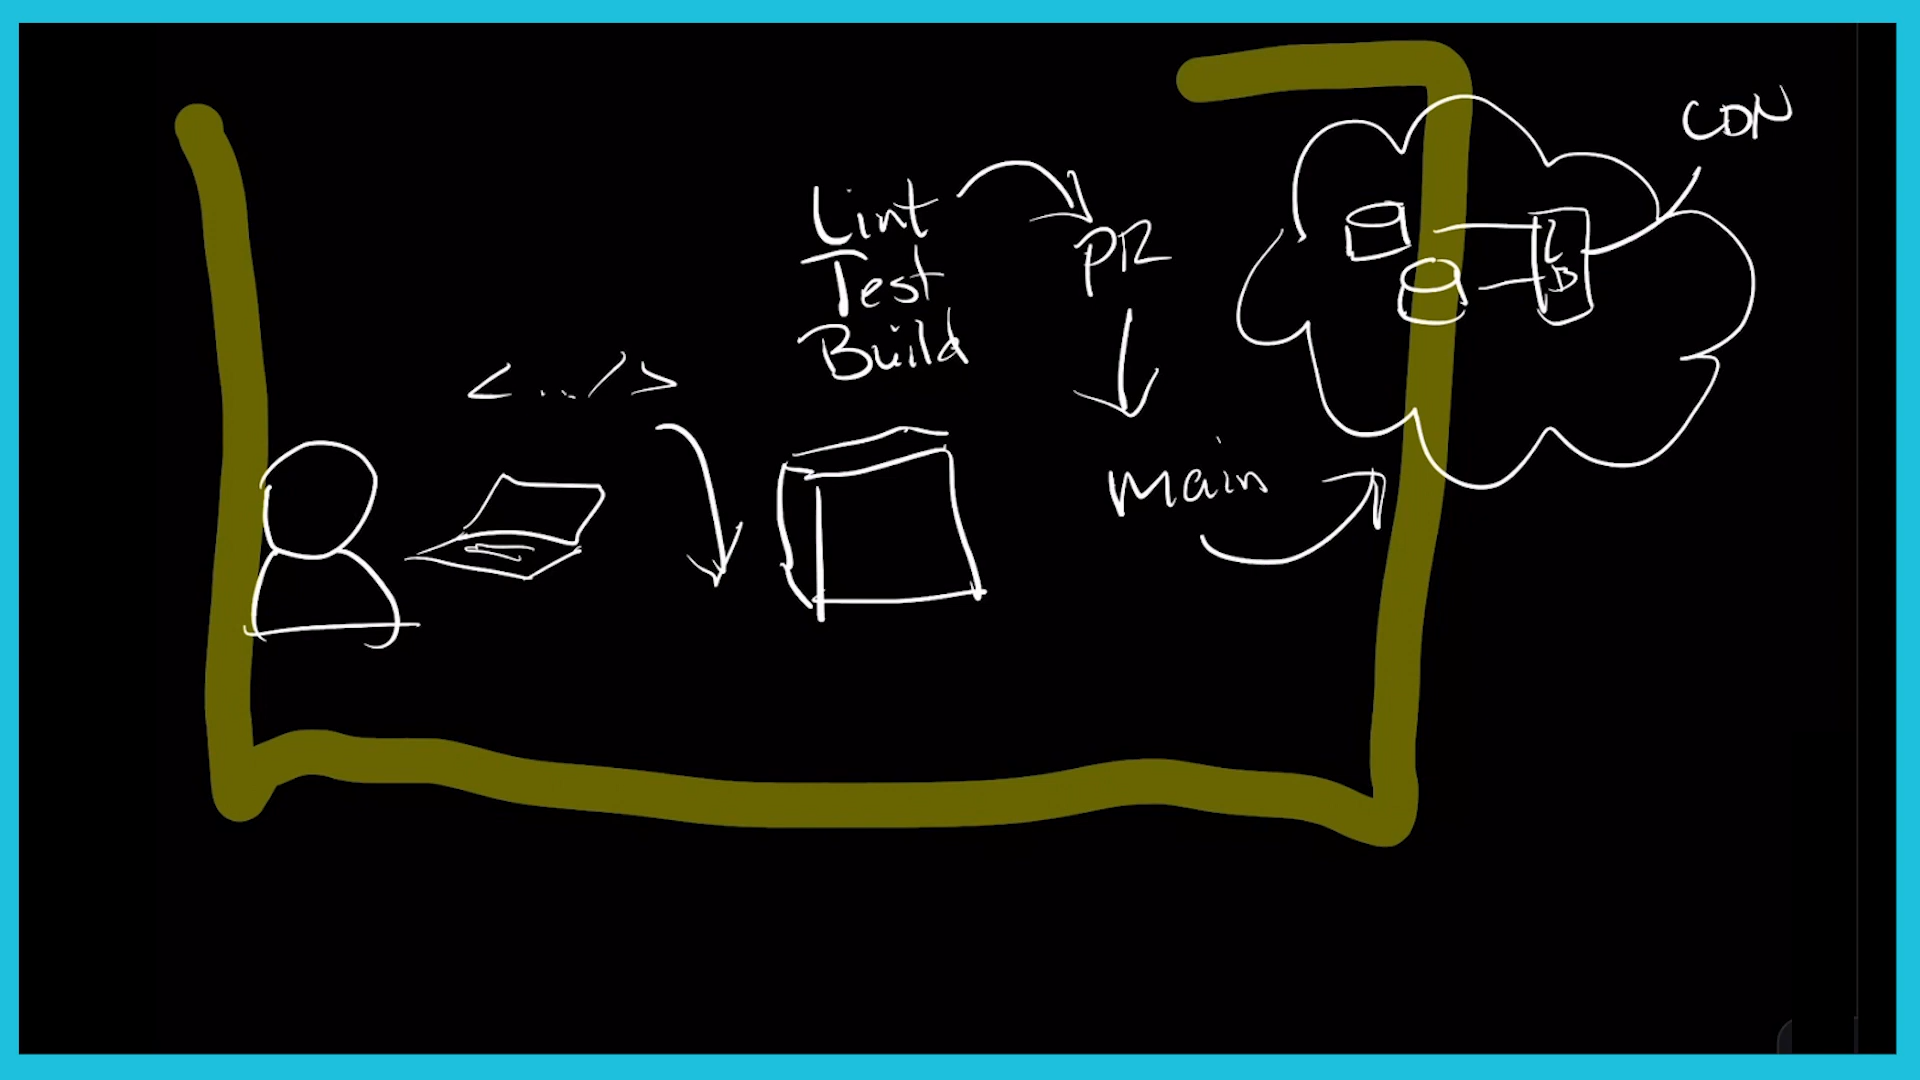 CDN
Lint
Test
Build
PR
L
B
<.../>
Main